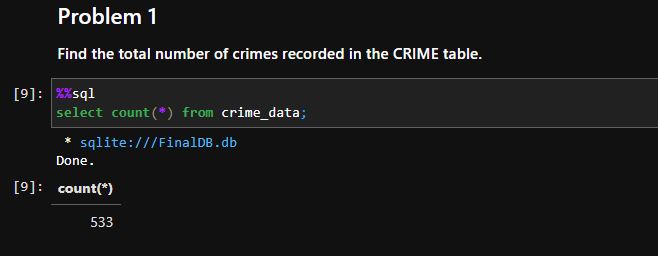 Problem 1
Find the total number of crimes recorded in the CRIME table.
[9]: %%sql
select count(*) from crime_data;
* sqlite:///FinalDB.db
Done.
[9]: count(*)
533